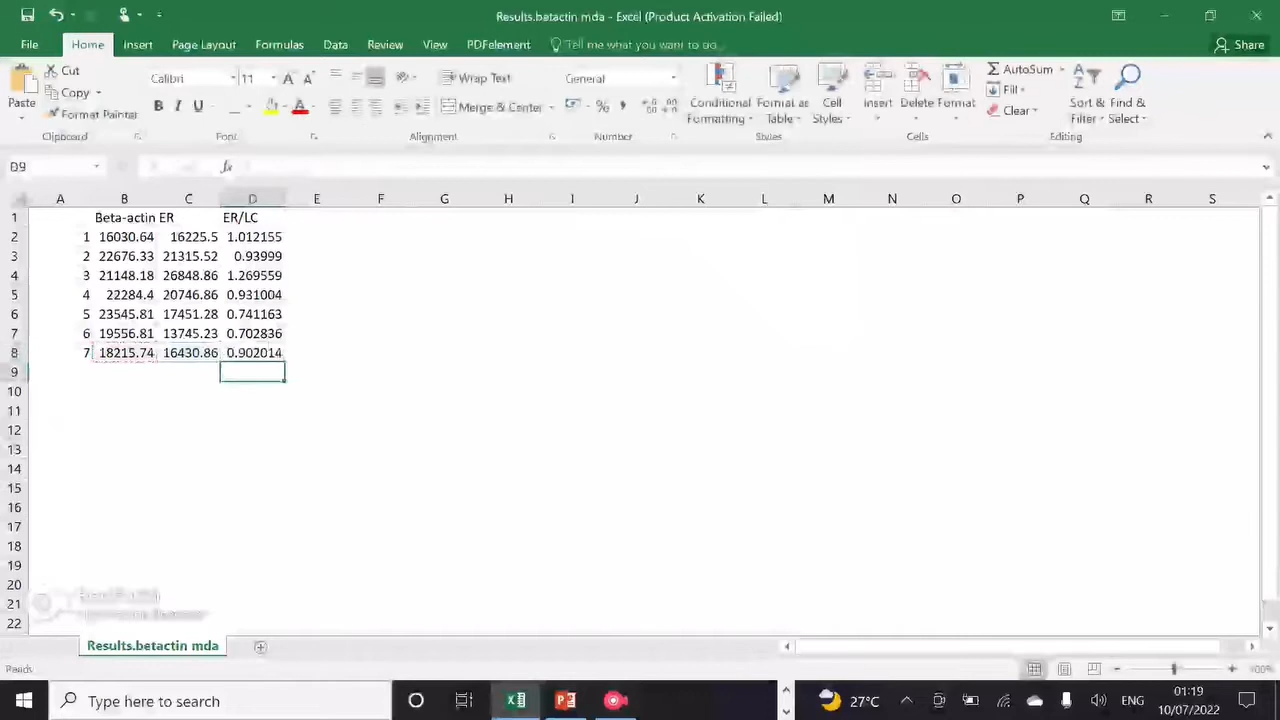 Results.betactin mda - Excel (Product Activation Failed)
File Home Insert Page Layout Formulas Data Review View PDFelement Tell me what you want to do... Share
Cut
Copy
Format Painter
Paste
Calibri 11
B I U
Wrap Text
Merge & Center
General
%
Conditional Formatting
Format as Table
Cell Styles
Insert Delete Format
AutoSum
Fill
Clear
Sort & Filter
Find & Select
Clipboard Font Alignment Number Styles Cells Editing
D9 fx
A B C D E F G H I J K L M N O P Q R S
1 Beta-actin ER ER/LC
2 1 16030.64 16225.5 1.012155
3 2 22676.33 21315.52 0.93999
4 3 21148.18 26848.86 1.269559
5 4 22284.4 20746.86 0.931004
6 5 23545.81 17451.28 0.741163
7 6 19556.81 13745.23 0.702836
8 7 18215.74 16430.86 0.902014
9
10
11
12
13
14
15
16
17
18
19
20
21
22
Results.betactin mda
Ready
100%
Type here to search
27°C
ENG
01:19
10/07/2022